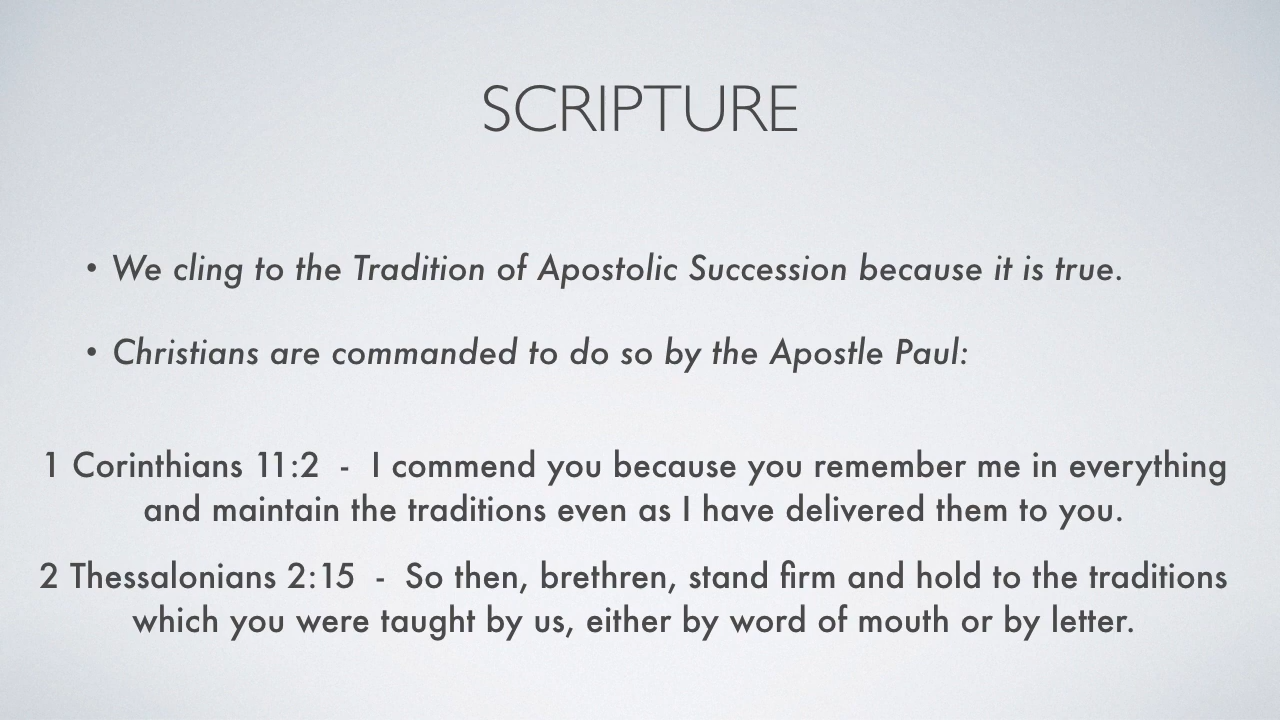 SCRIPTURE
• We cling to the Tradition of Apostolic Succession because it is true.
• Christians are commanded to do so by the Apostle Paul:
1 Corinthians 11:2 - I commend you because you remember me in everything
and maintain the traditions even as I have delivered them to you.
2 Thessalonians 2:15 - So then, brethren, stand firm and hold to the traditions
which you were taught by us, either by word of mouth or by letter.